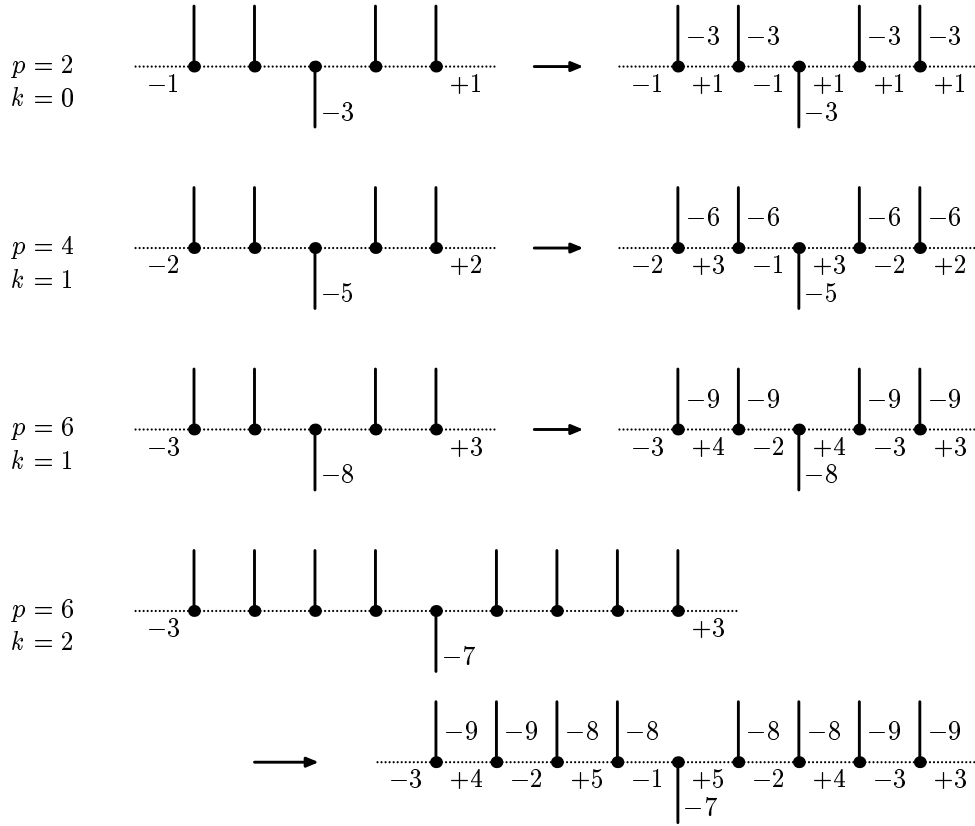 −3 −3 −3 −3
p = 2
−1 +1 −1 +1 −1 +1 +1 +1
k = 0
−3 −3
−6 −6 −6 −6
p = 4
−2 +2 −2 +3 −1 +3 −2 +2
k = 1
−5 −5
−9 −9 −9 −9
p = 6
−3 +3 −3 +4 −2 +4 −3 +3
k = 1
−8 −8
p = 6
−3 +3
k = 2
−7
−9 −9 −8 −8 −8 −8 −9 −9
−3 +4 −2 +5 −1 +5 −2 +4 −3 +3
−7